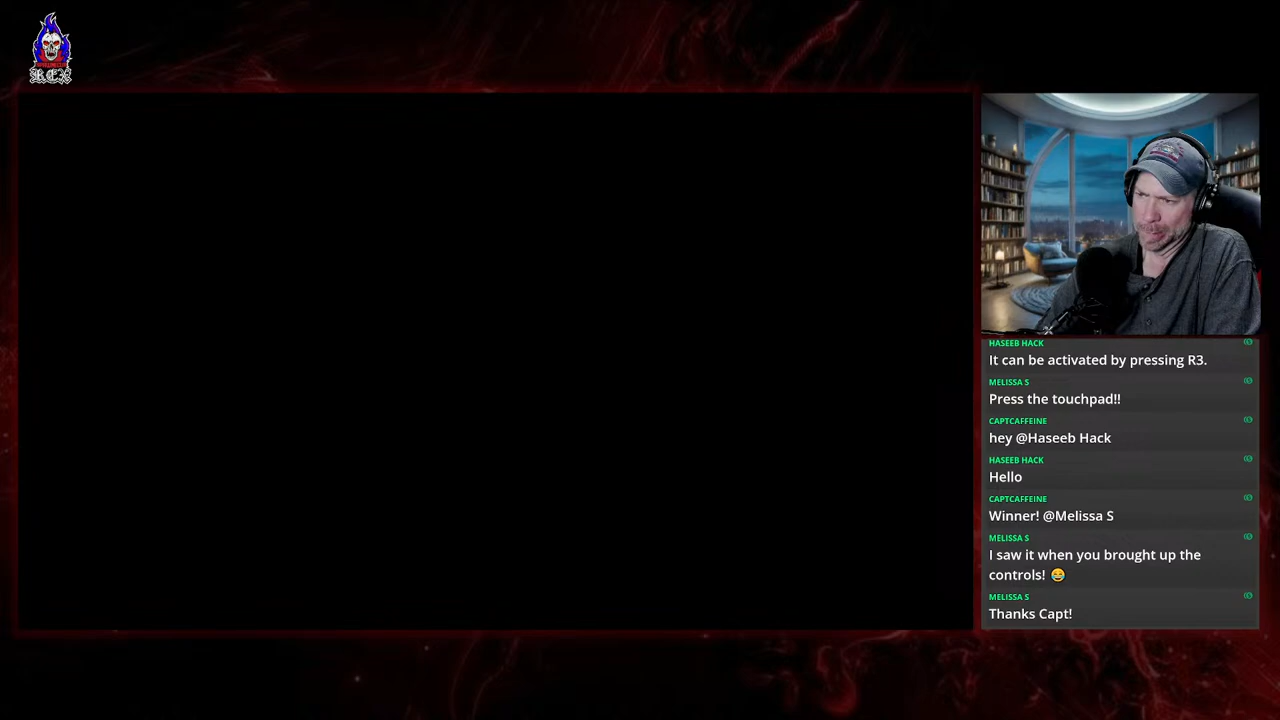 REX
HASEEB HACK
It can be activated by pressing R3.
MELISSA S
Press the touchpad!!
CAPTCAFFEINE
hey @Haseeb Hack
HASEEB HACK
Hello
CAPTCAFFEINE
Winner! @Melissa S
MELISSA S
I saw it when you brought up the
controls! 😂
MELISSA S
Thanks Capt!